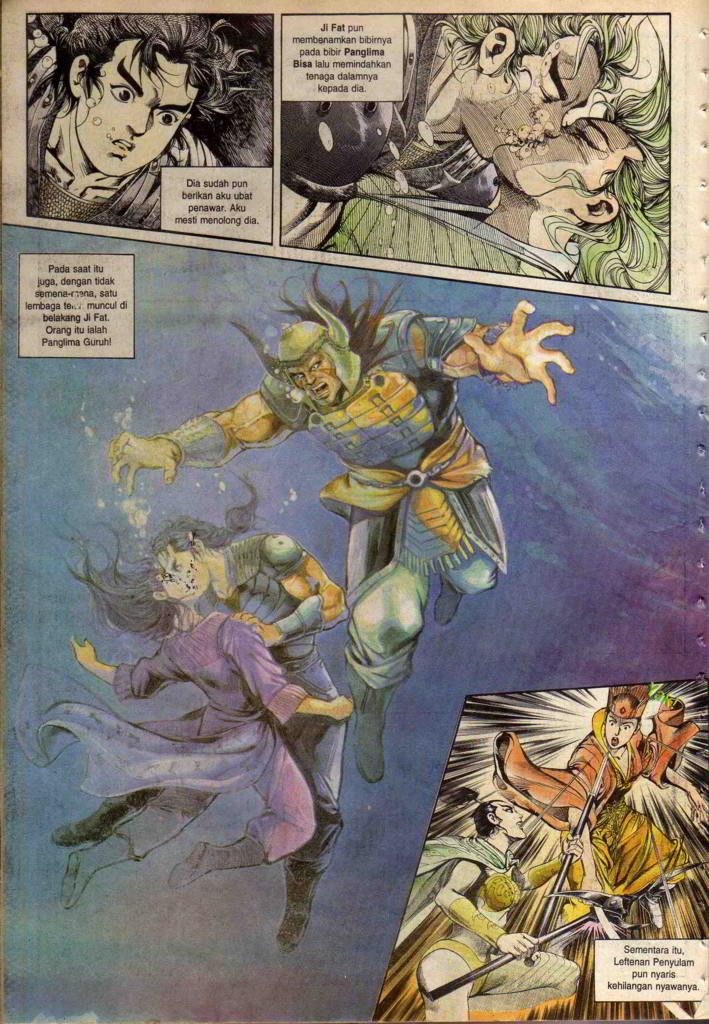 Dia sudah pun
berikan aku ubat
penawar. Aku
mesti menolong dia.
Ji Fat pun
membenamkan bibirnya
pada bibir Panglima
Bisa lalu memindahkan
tenaga dalamnya
kepada dia.
Pada saat itu
juga, dengan tidak
semena-mena, satu
lembaga muncul di
belakang Ji Fat.
Orang itu ialah
Panglima Guruh!
Sementara itu,
Leftenan Penyulam
pun nyaris
kehilangan nyawanya.